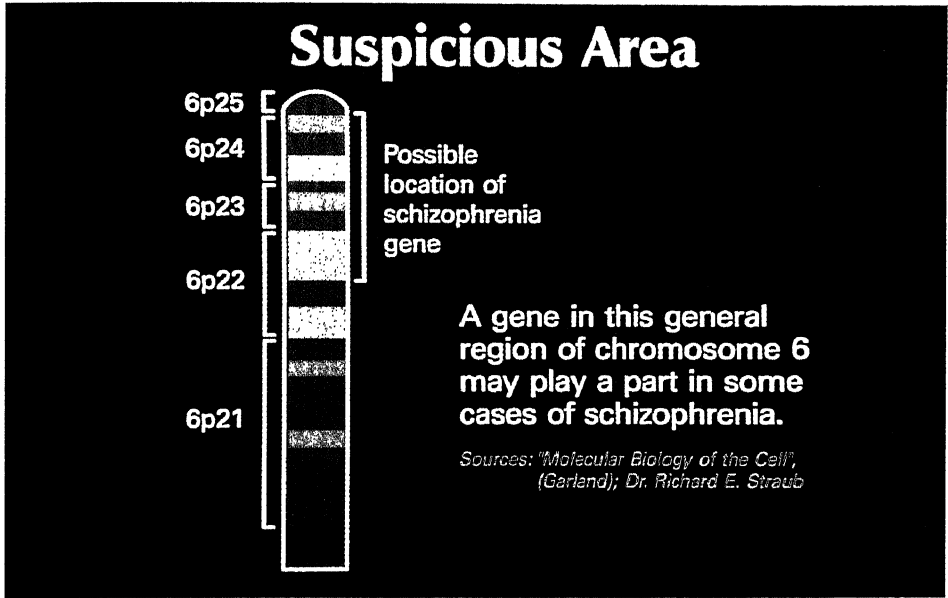 Suspicious Area
6p25
6p24
6p23
6p22
6p21
Possible
location of
schizophrenia
gene
A gene in this general
region of chromosome 6
may play a part in some
cases of schizophrenia.
Sources: "Molecular Biology of the Cell",
(Garland); Dr. Richard E. Straub